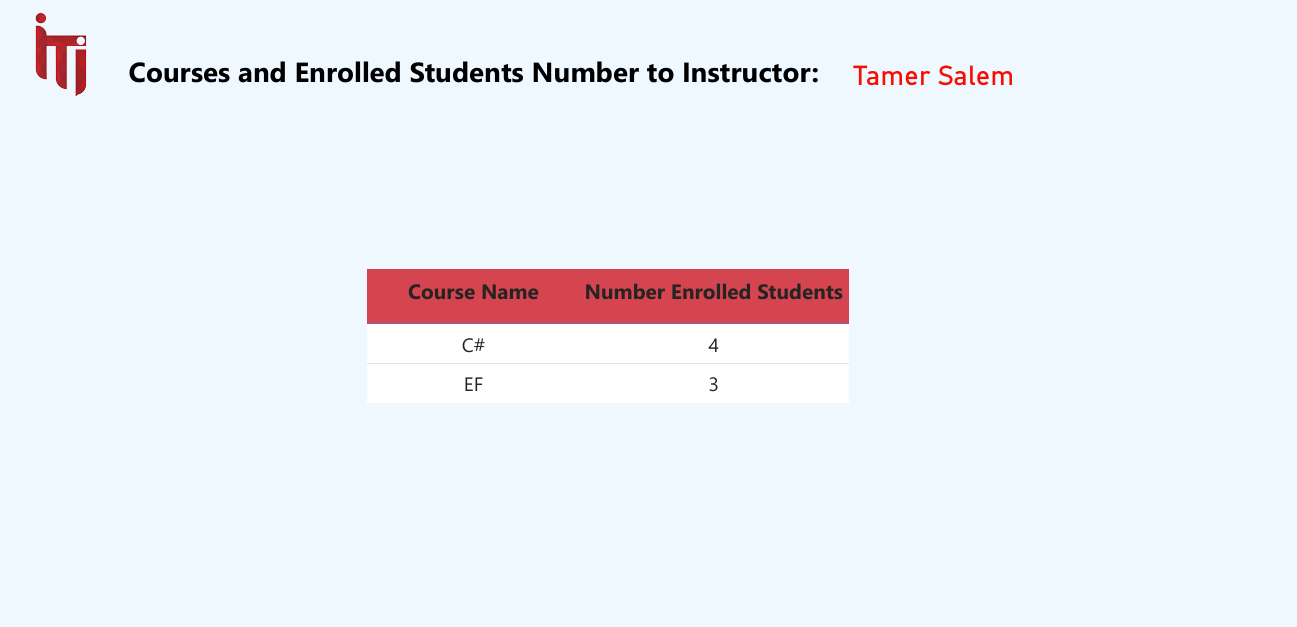 iTi
Courses and Enrolled Students Number to Instructor: Tamer Salem
Course Name Number Enrolled Students
C# 4
EF 3